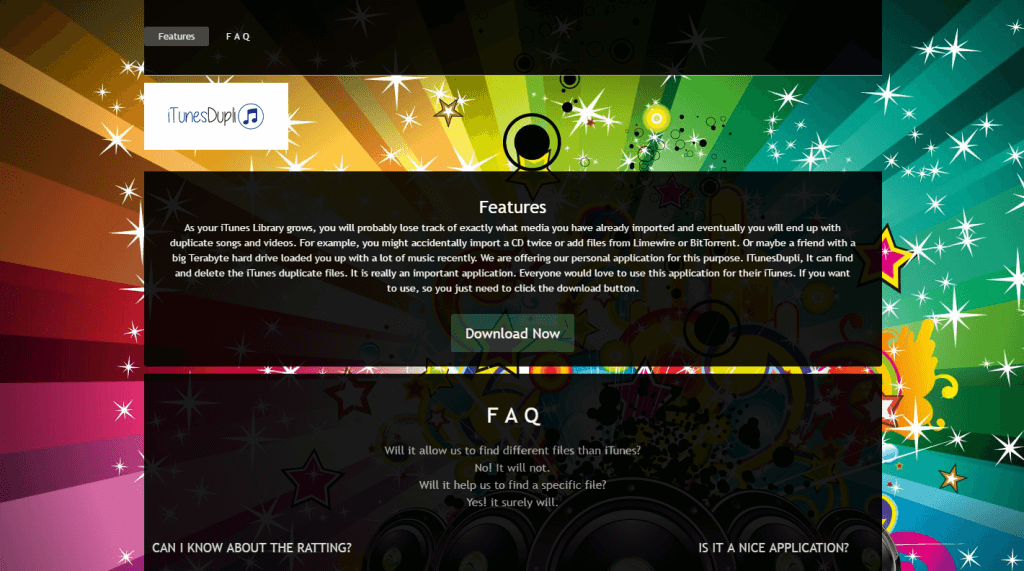 Features F A Q
iTunesDupli
Features
As your iTunes Library grows, you will probably lose track of exactly what media you have already imported and eventually you will end up with
duplicate songs and videos. For example, you might accidentally import a CD twice or add files from Limewire or BitTorrent. Or maybe a friend with a
big Terabyte hard drive loaded you up with a lot of music recently. We are offering our personal application for this purpose. ITunesDupli, It can find
and delete the iTunes duplicate files. It is really an important application. Everyone would love to use this application for their iTunes. If you want
to use, so you just need to click the download button.
Download Now
F A Q
Will it allow us to find different files than iTunes?
No! It will not.
Will it help us to find a specific file?
Yes! it surely will.
CAN I KNOW ABOUT THE RATTING? IS IT A NICE APPLICATION?